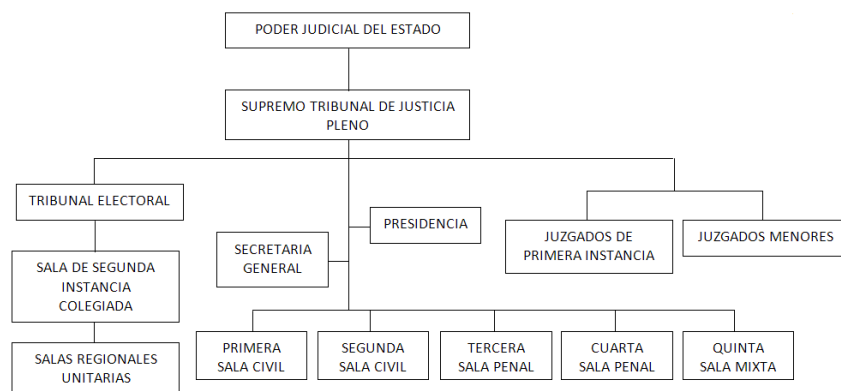 PODER JUDICIAL DEL ESTADO
SUPREMO TRIBUNAL DE JUSTICIA
PLENO
TRIBUNAL ELECTORAL
PRESIDENCIA
SECRETARIA
GENERAL
JUZGADOS DE
PRIMERA INSTANCIA
JUZGADOS MENORES
SALA DE SEGUNDA
INSTANCIA
COLEGIADA
SALAS REGIONALES
UNITARIAS
PRIMERA
SALA CIVIL
SEGUNDA
SALA CIVIL
TERCERA
SALA PENAL
CUARTA
SALA PENAL
QUINTA
SALA MIXTA